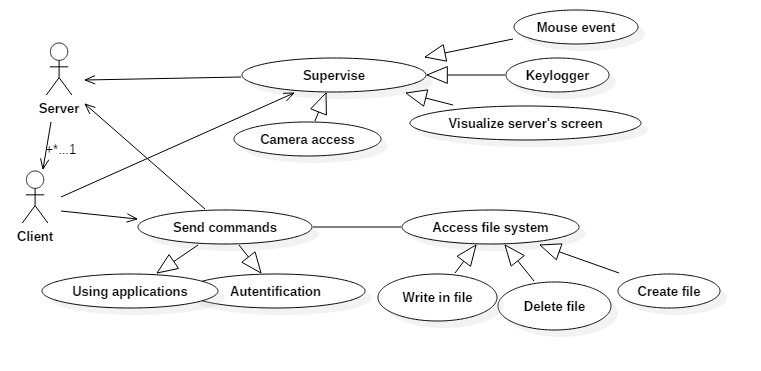 Mouse event
Server
Supervise
Keylogger
Camera access
Visualize server's screen
+*...1
Client
Send commands
Access file system
Using applications
Autentification
Write in file
Delete file
Create file